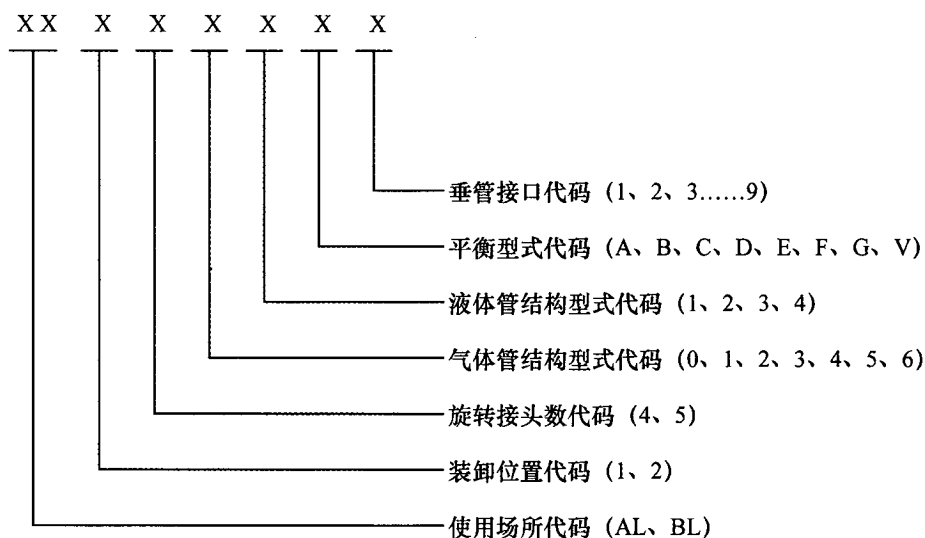 XX X X X X X X
垂管接口代码（1、2、3……9）
平衡型式代码（A、B、C、D、E、F、G、V）
液体管结构型式代码（1、2、3、4）
气体管结构型式代码（0、1、2、3、4、5、6）
旋转接头数代码（4、5）
装卸位置代码（1、2）
使用场所代码（AL、BL）